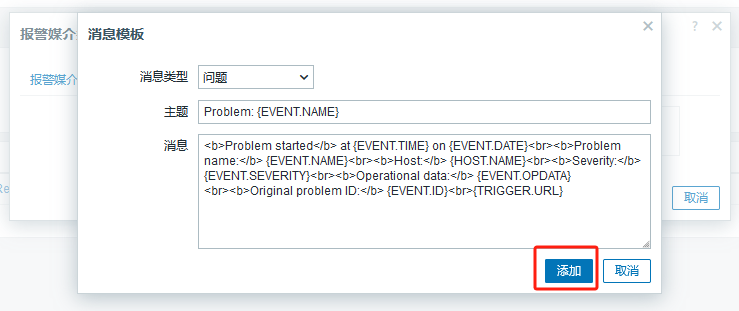 报警媒介
消息模板
?
报警媒介
消息类型 问题
主题 Problem: {EVENT.NAME}
消息 <b>Problem started</b> at {EVENT.TIME} on {EVENT.DATE}<br><b>Problem
name:</b> {EVENT.NAME}<br><b>Host:</b> {HOST.NAME}<br><b>Severity:</b>
{EVENT.SEVERITY}<br><b>Operational data:</b> {EVENT.OPDATA}
<br><b>Original problem ID:</b> {EVENT.ID}<br>{TRIGGER.URL}
Re
取消
添加 取消